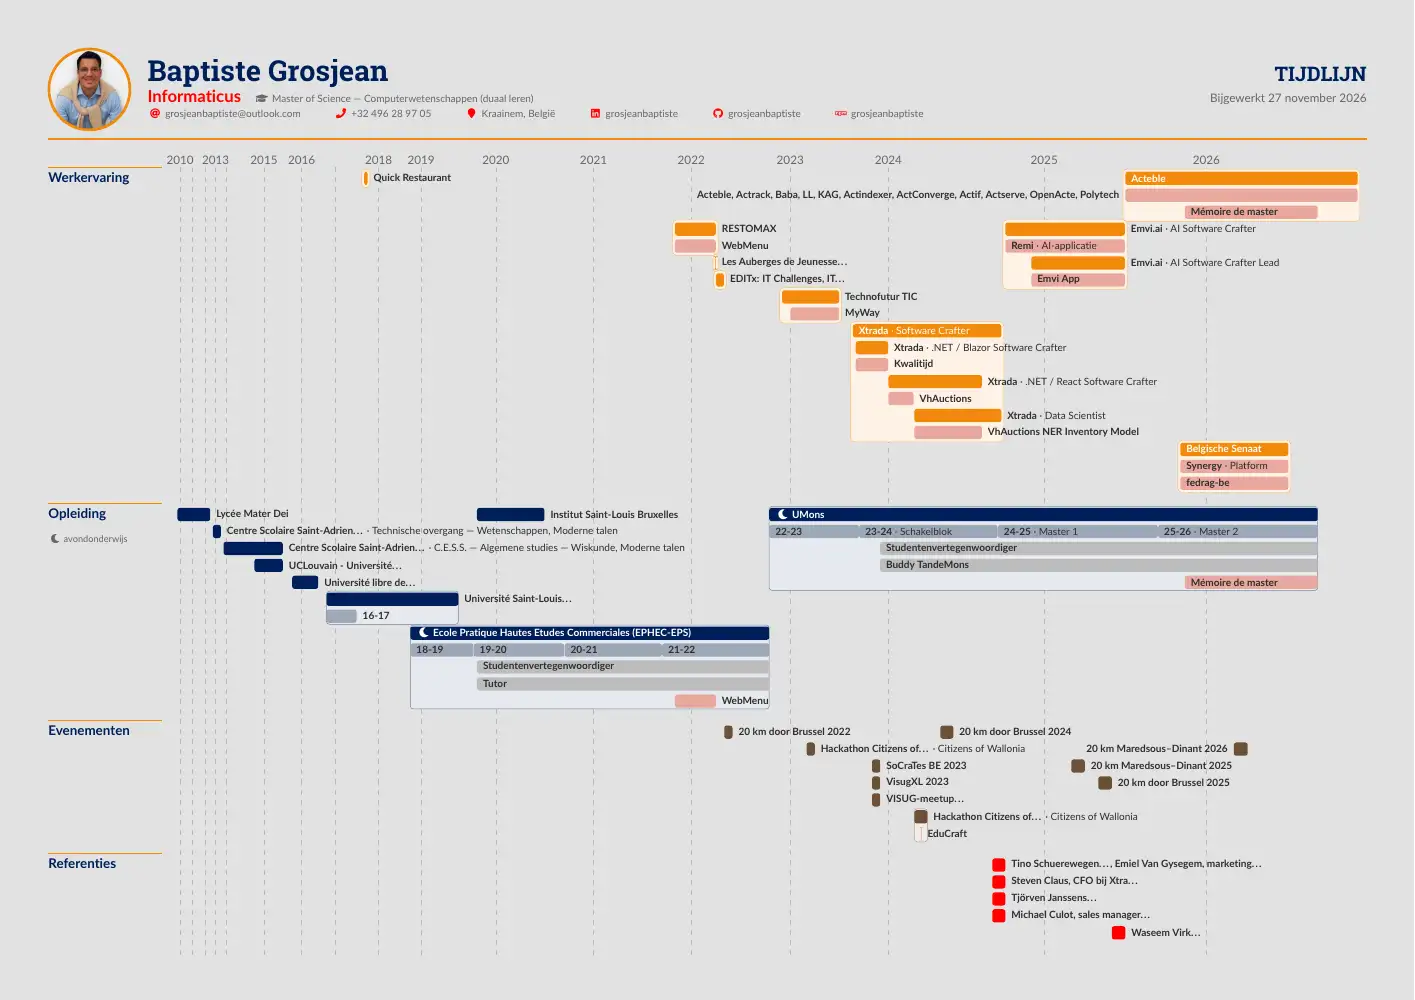 Baptiste Grosjean
Informaticus Master of Science — Computerwetenschappen (duaal leren)
grosjeanbaptiste@outlook.com +32 496 28 97 05 Kraainem, België grosjeanbaptiste grosjeanbaptiste grosjeanbaptiste
TIJDLIJN
Bijgewerkt 27 november 2026
2010 2013 2015 2016 2018 2019 2020 2021 2022 2023 2024 2025 2026
Werkervaring
Quick Restaurant
Acteble
Acteble, Actrack, Baba, LL, KAG, Actindexer, ActConverge, Actif, Actserve, OpenActe, Polytech
Mémoire de master
RESTOMAX
Emvi.ai · AI Software Crafter
WebMenu
Remi · AI-applicatie
Les Auberges de Jeunesse…
Emvi.ai · AI Software Crafter Lead
EDITx: IT Challenges, IT…
Emvi App
Technofutur TIC
MyWay
Xtrada · Software Crafter
Xtrada · .NET / Blazor Software Crafter
Kwalitijd
Xtrada · .NET / React Software Crafter
VhAuctions
Xtrada · Data Scientist
VhAuctions NER Inventory Model
Belgische Senaat
Synergy · Platform
fedrag-be
Opleiding
avondonderwijs
Lycée Mater Dei
Institut Saint-Louis Bruxelles
UMons
Centre Scolaire Saint-Adrien… · Technische overgang — Wetenschappen, Moderne talen
22-23 23-24 · Schakelblok 24-25 · Master 1 25-26 · Master 2
Centre Scolaire Saint-Adrien… · C.E.S.S. — Algemene studies — Wiskunde, Moderne talen
Studentenvertegenwoordiger
UCLouvain - Université…
Buddy TandeMons
Université libre de…
Mémoire de master
Université Saint-Louis…
16-17
Ecole Pratique Hautes Etudes Commerciales (EPHEC-EPS)
18-19 19-20 20-21 21-22
Studentenvertegenwoordiger
Tutor
WebMenu
Evenementen
20 km door Brussel 2022
20 km door Brussel 2024
Hackathon Citizens of… · Citizens of Wallonia
20 km Maredsous–Dinant 2026
SoCraTes BE 2023
20 km Maredsous–Dinant 2025
VisugXL 2023
20 km door Brussel 2025
VISUG-meetup…
Hackathon Citizens of… · Citizens of Wallonia
EduCraft
Referenties
Tino Schuerewegen…, Emiel Van Gysegem, marketing…
Steven Claus, CFO bij Xtra…
Tjörven Janssens…
Michael Culot, sales manager…
Waseem Virk…